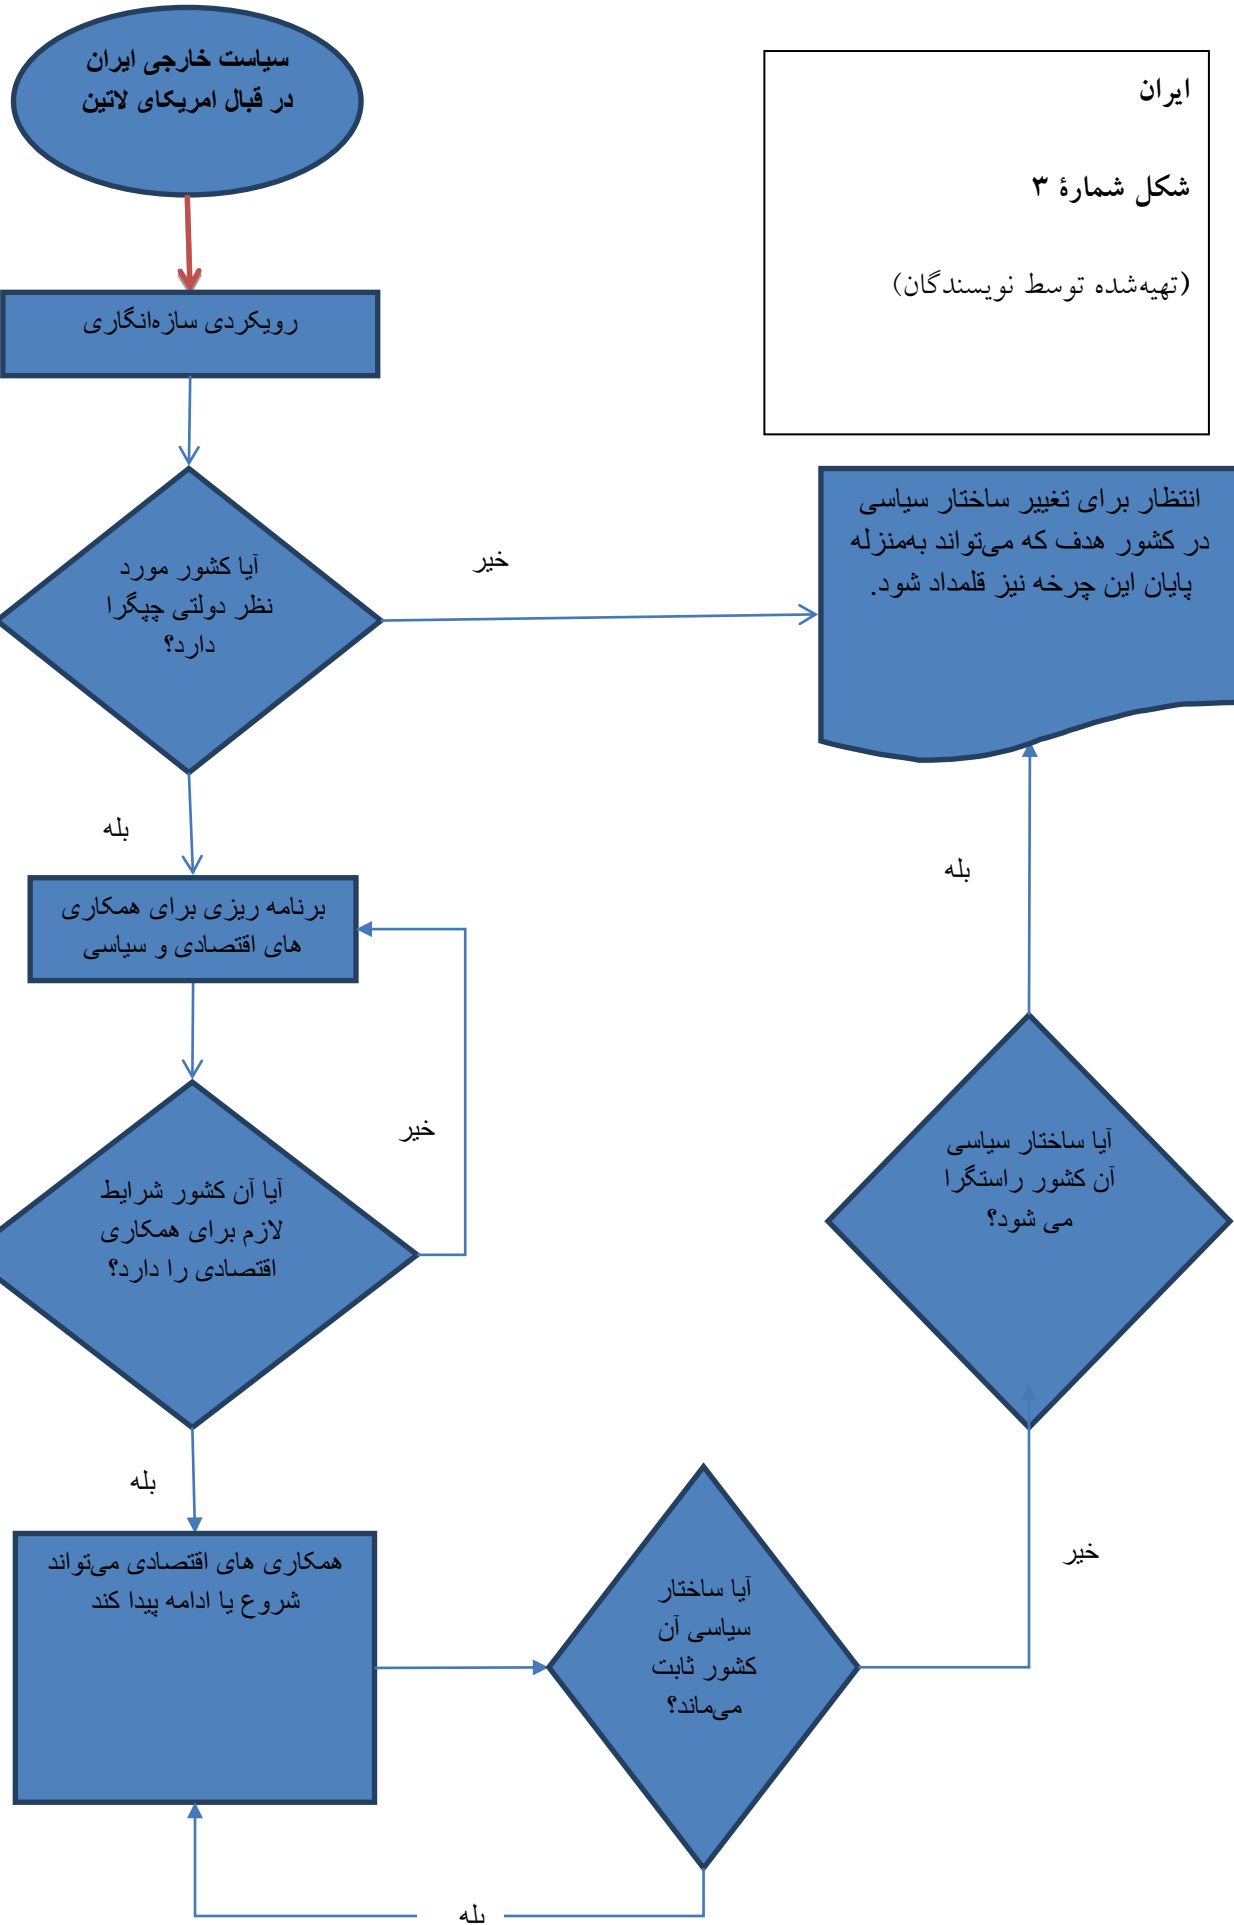 سیاست خارجی ایران
در قبال امریکای لاتین
ایران
شکل شمارۀ ۳
(تهیه‌شده توسط نویسندگان)
رویکردی سازه‌انگاری
آیا کشور مورد
نظر دولتی چپگرا
دارد؟
خیر
انتظار برای تغییر ساختار سیاسی
در کشور هدف که می‌تواند به‌منزله
پایان این چرخه نیز قلمداد شود.
بله
برنامه ریزی برای همکاری
های اقتصادی و سیاسی
خیر
آیا آن کشور شرایط
لازم برای همکاری
اقتصادی را دارد؟
بله
همکاری های اقتصادی می‌تواند
شروع یا ادامه پیدا کند
آیا ساختار
سیاسی آن
کشور ثابت
می‌ماند؟
بله
خیر
آیا ساختار سیاسی
آن کشور راستگرا
می شود؟
بله